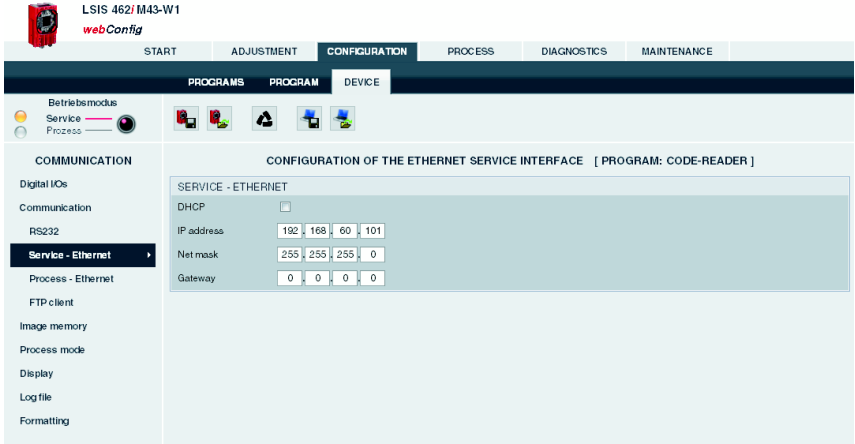 LSIS 462i M43-W1
webConfig
START ADJUSTMENT CONFIGURATION PROCESS DIAGNOSTICS MAINTENANCE
PROGRAMS PROGRAM DEVICE
Betriebsmodus
Service
Prozess
COMMUNICATION
Digital I/Os
Communication
RS232
Service - Ethernet
Process - Ethernet
FTP client
Image memory
Process mode
Display
Log file
Formatting
CONFIGURATION OF THE ETHERNET SERVICE INTERFACE [ PROGRAM: CODE-READER ]
SERVICE - ETHERNET
DHCP
IP address 192 . 168 . 60 . 101
Net mask 255 . 255 . 255 . 0
Gateway 0 . 0 . 0 . 0